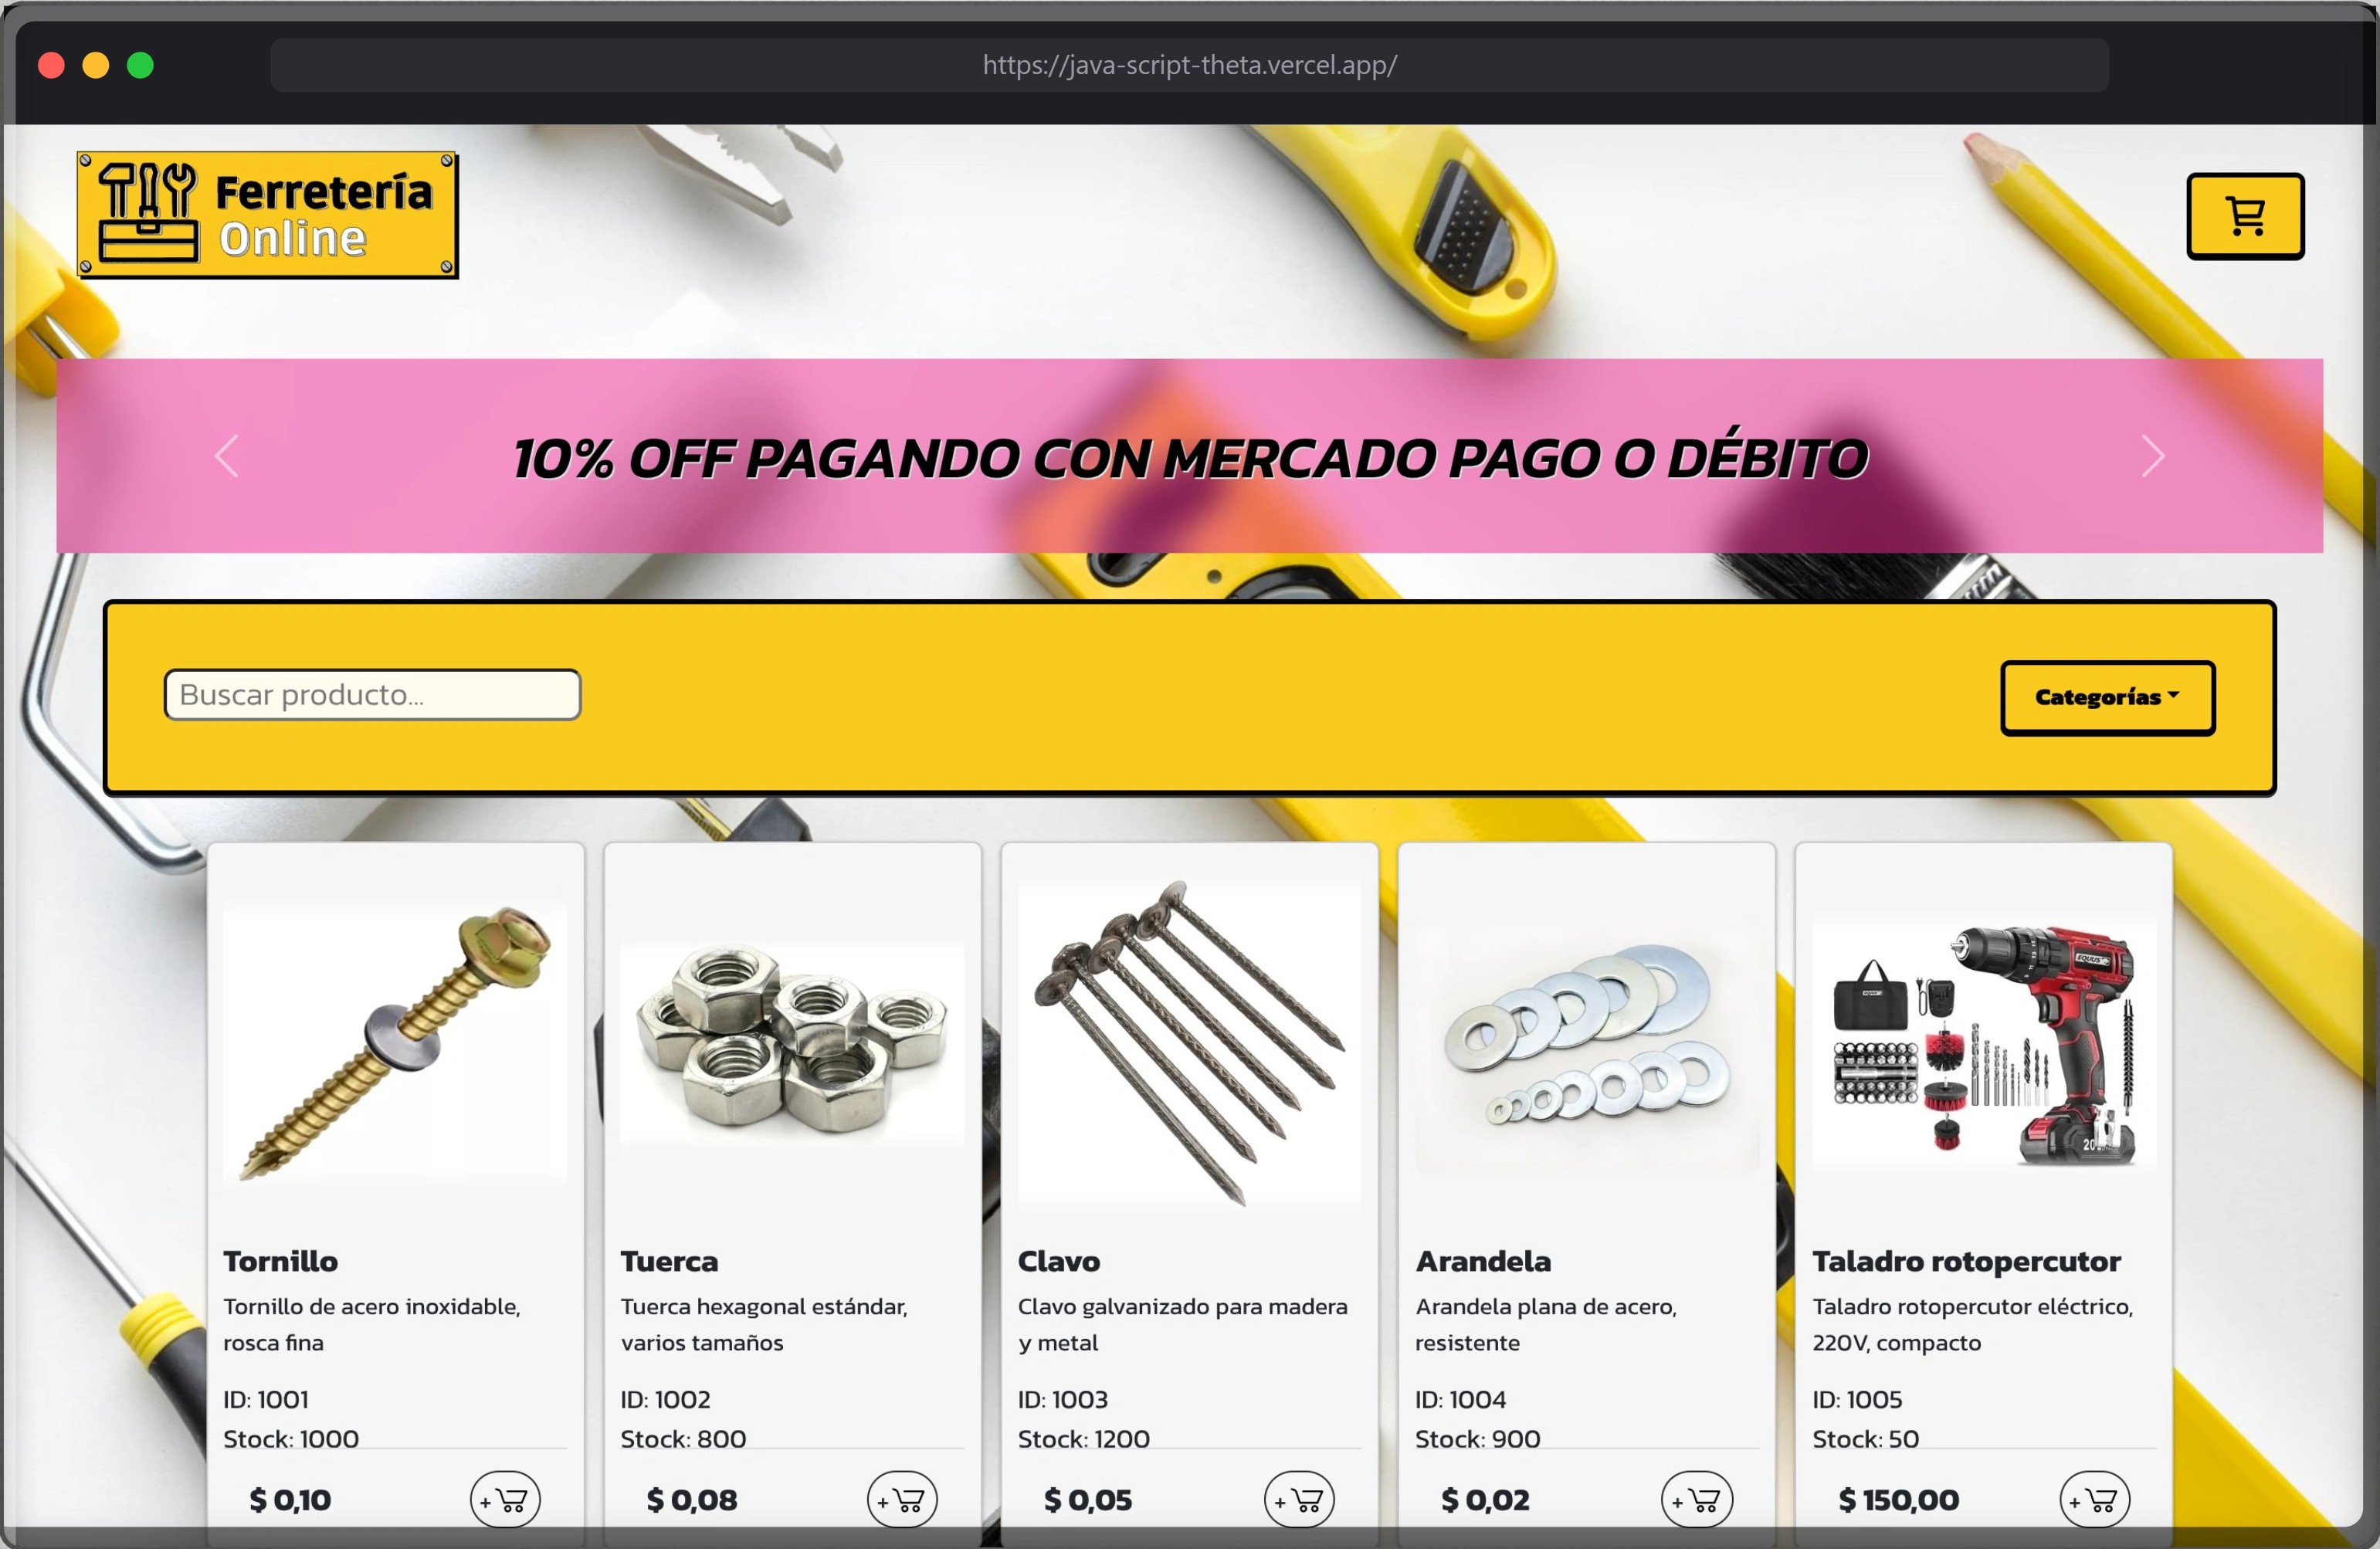 https://java-script-theta.vercel.app/
Ferretería
Online
10% OFF PAGANDO CON MERCADO PAGO O DÉBITO
Buscar producto...
Categorías
Tornillo
Tornillo de acero inoxidable,
rosca fina
ID: 1001
Stock: 1000
$ 0,10
+
Tuerca
Tuerca hexagonal estándar,
varios tamaños
ID: 1002
Stock: 800
$ 0,08
+
Clavo
Clavo galvanizado para madera
y metal
ID: 1003
Stock: 1200
$ 0,05
+
Arandela
Arandela plana de acero,
resistente
ID: 1004
Stock: 900
$ 0,02
+
EQUUS
20
Taladro rotopercutor
Taladro rotopercutor eléctrico,
220V, compacto
ID: 1005
Stock: 50
$ 150,00
+